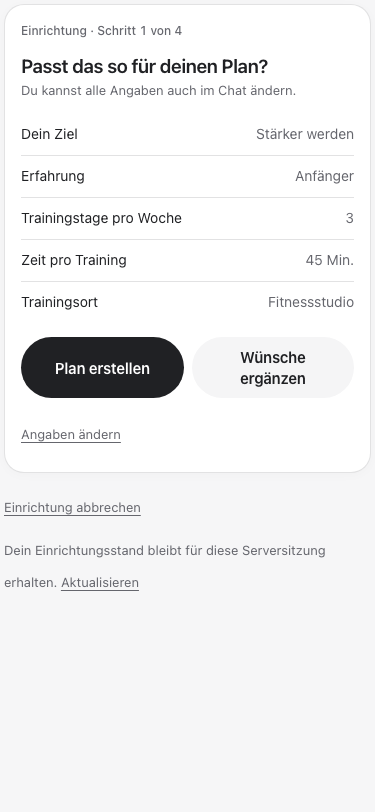 Einrichtung · Schritt 1 von 4
Passt das so für deinen Plan?
Du kannst alle Angaben auch im Chat ändern.
Dein Ziel Stärker werden
Erfahrung Anfänger
Trainingstage pro Woche 3
Zeit pro Training 45 Min.
Trainingsort Fitnessstudio
Plan erstellen
Wünsche
ergänzen
Angaben ändern
Einrichtung abbrechen
Dein Einrichtungsstand bleibt für diese Serversitzung
erhalten. Aktualisieren